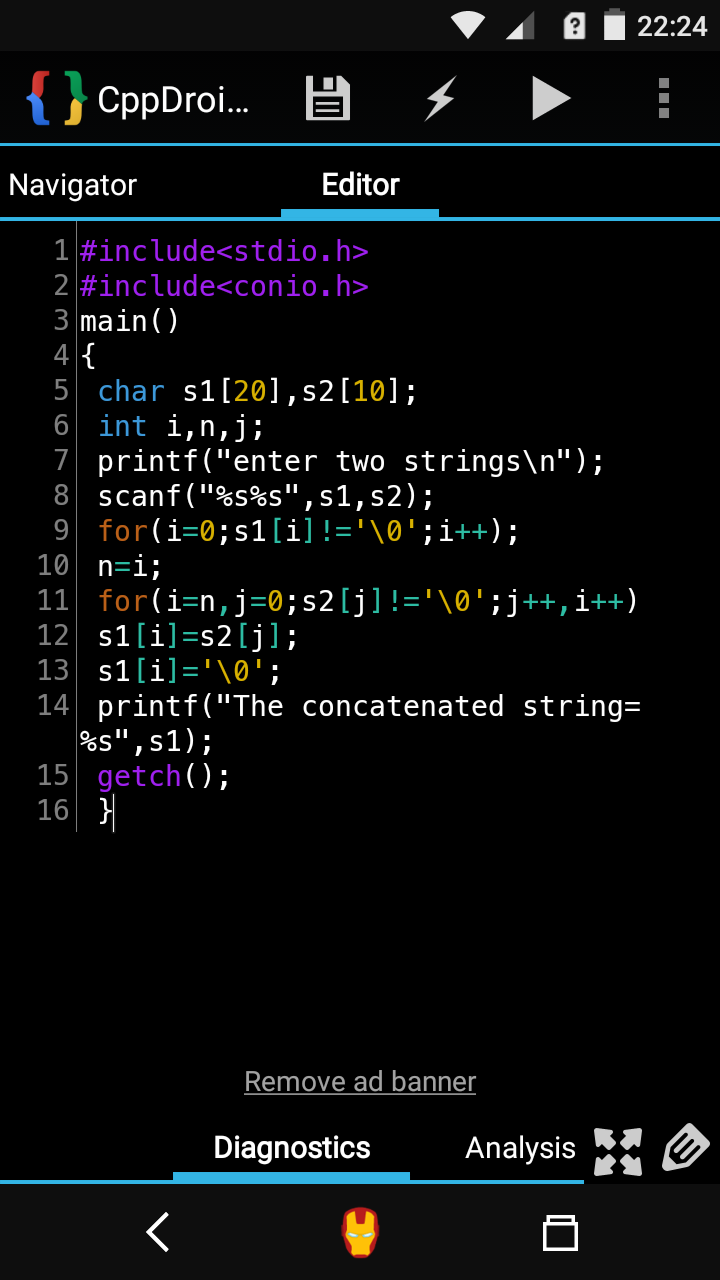 22:24
CppDroi...
Navigator Editor
1 #include<stdio.h>
2 #include<conio.h>
3 main()
4 {
5 char s1[20],s2[10];
6 int i,n,j;
7 printf("enter two strings\n");
8 scanf("%s%s",s1,s2);
9 for(i=0;s1[i]!='\0';i++);
10 n=i;
11 for(i=n,j=0;s2[j]!='\0';j++,i++)
12 s1[i]=s2[j];
13 s1[i]='\0';
14 printf("The concatenated string=
%s",s1);
15 getch();
16 }
Remove ad banner
Diagnostics Analysis